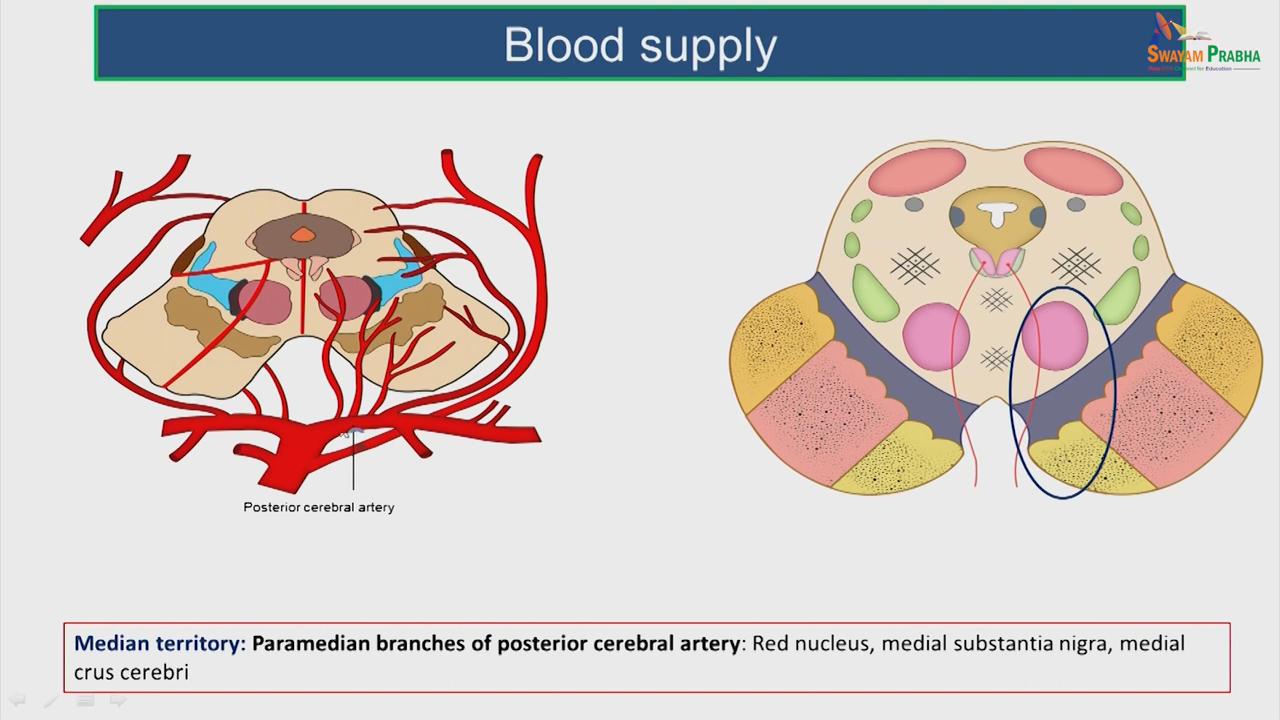 Blood supply
SWAYAM PRABHA
Posterior cerebral artery
Median territory: Paramedian branches of posterior cerebral artery: Red nucleus, medial substantia nigra, medial
crus cerebri